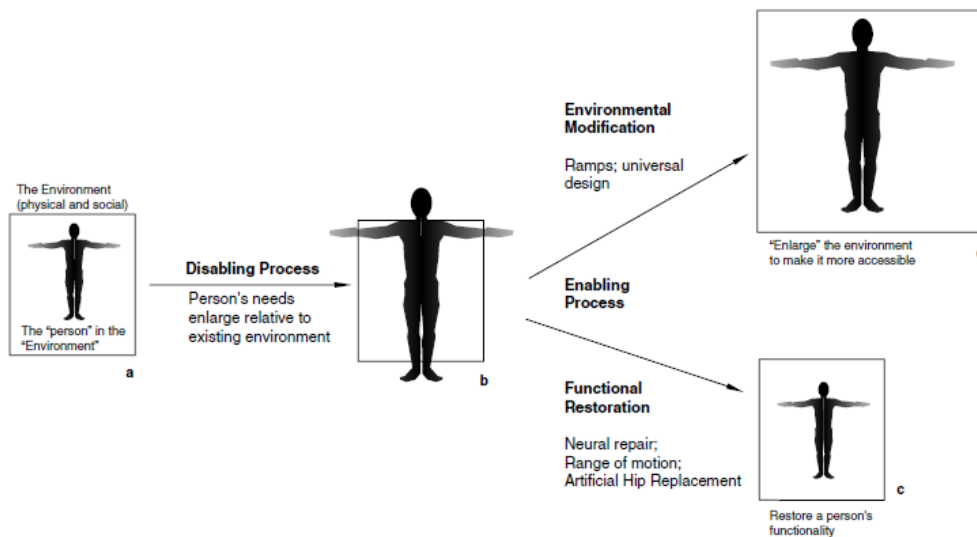 The Environment
(physical and social)
The "person" in the
"Environment"
a
Disabling Process
Person's needs
enlarge relative to
existing environment
b
Environmental
Modification
Ramps; universal
design
"Enlarge" the environment
to make it more accessible
Enabling
Process
Functional
Restoration
Neural repair;
Range of motion;
Artificial Hip Replacement
c
Restore a person's
functionality